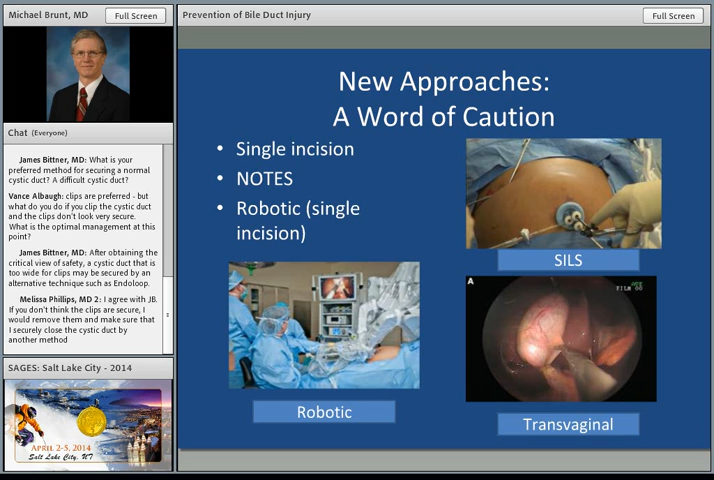 Michael Brunt, MD
Full Screen
Prevention of Bile Duct Injury
Full Screen
Chat (Everyone)
James Bittner, MD: What is your
preferred method for securing a normal
cystic duct? A difficult cystic duct?
Vance Albaugh: clips are preferred - but
what do you do if you clip the cystic duct
and the clips don't look very secure.
What is the optimal management at this
point?
James Bittner, MD: After obtaining the
critical view of safety, a cystic duct that is
too wide for clips may be secured by an
alternative technique such as Endoloop.
Melissa Phillips, MD 2: I agree with JB.
If you don't think the clips are secure, I
would remove them and make sure that
I securely close the cystic duct by
another method
SAGES: Salt Lake City - 2014
APRIL 2-5, 2014
Salt Lake City, UT
New Approaches:
A Word of Caution
• Single incision
• NOTES
• Robotic (single
incision)
SILS
Robotic
A
FILM 60
Transvaginal